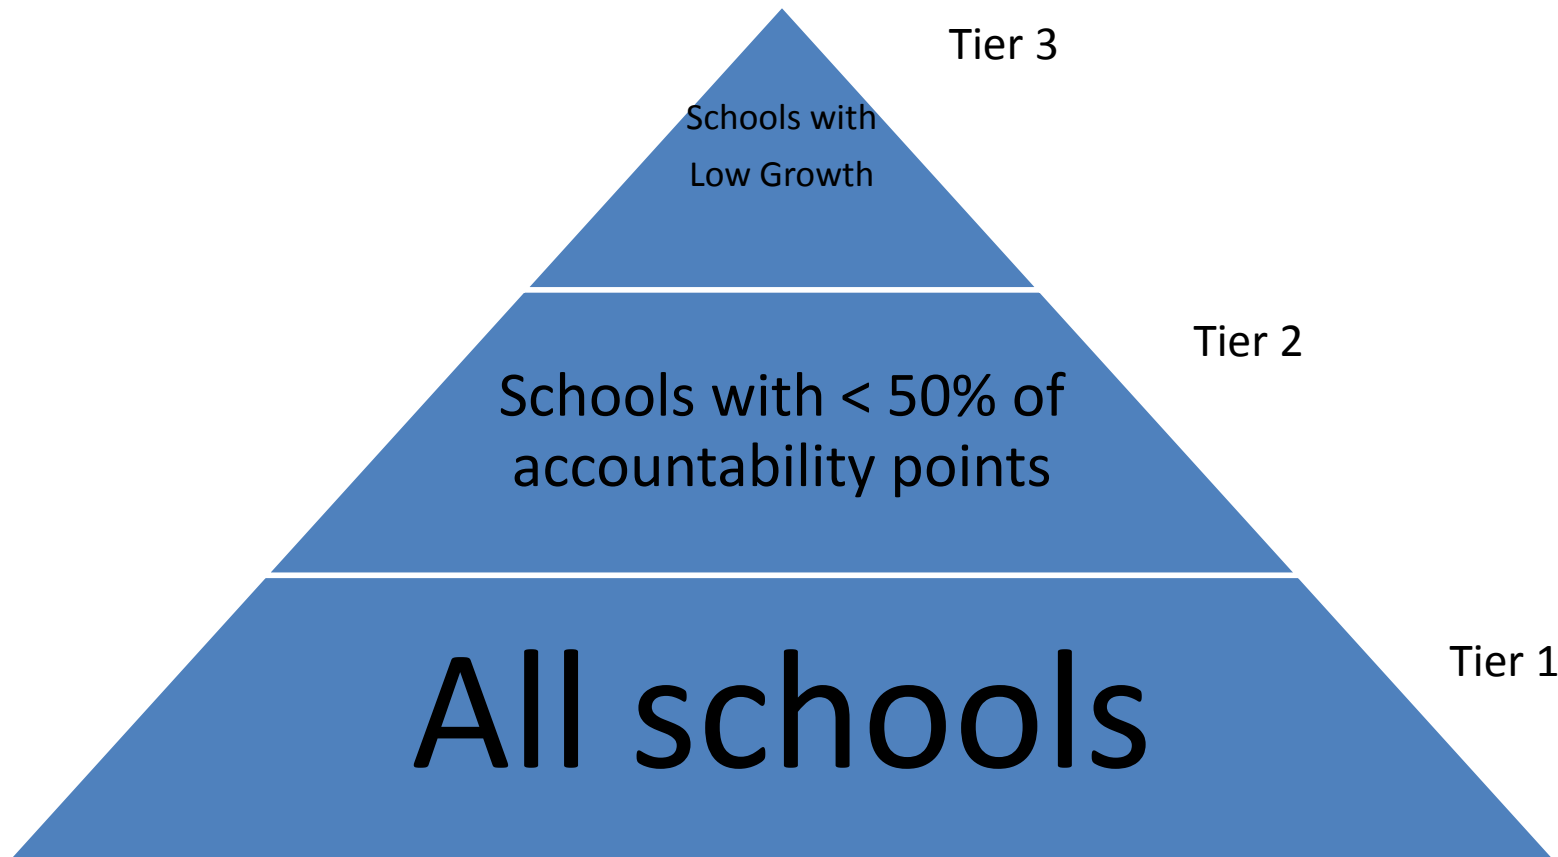 Tier 3
Schools with
Low Growth
Tier 2
Schools with < 50% of
accountability points
Tier 1
All schools